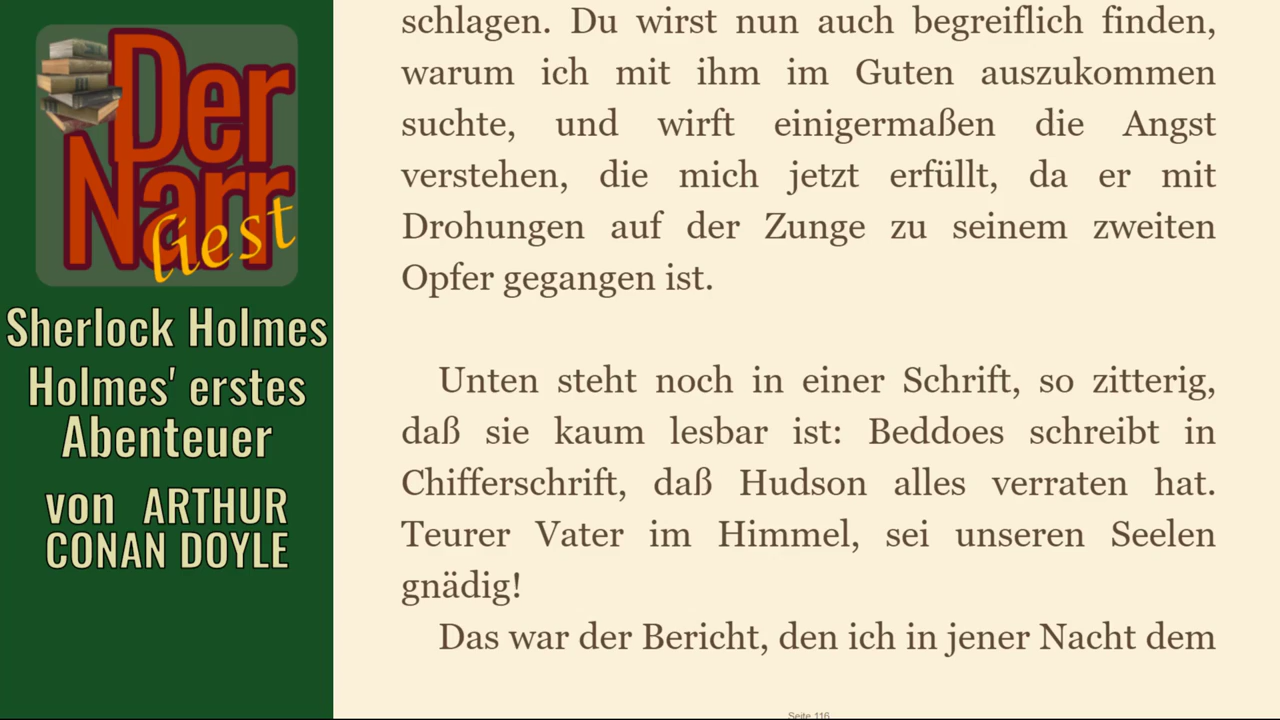 Der
Narr
liest
Sherlock Holmes
Holmes' erstes
Abenteuer
von ARTHUR
CONAN DOYLE
schlagen. Du wirst nun auch begreiflich finden,
warum ich mit ihm im Guten auszukommen
suchte, und wirft einigermaßen die Angst
verstehen, die mich jetzt erfüllt, da er mit
Drohungen auf der Zunge zu seinem zweiten
Opfer gegangen ist.
Unten steht noch in einer Schrift, so zitterig,
daß sie kaum lesbar ist: Beddoes schreibt in
Chifferschrift, daß Hudson alles verraten hat.
Teurer Vater im Himmel, sei unseren Seelen
gnädig!
Das war der Bericht, den ich in jener Nacht dem
Seite 116